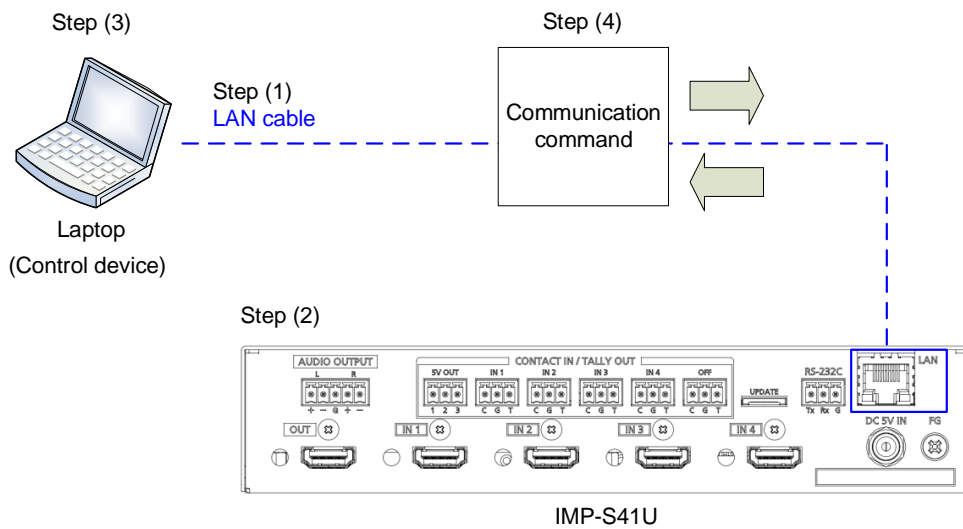 Step (3)
Step (4)
Step (1)
LAN cable
Communication
command
Laptop
(Control device)
Step (2)
AUDIO OUTPUT
L R
+ − G + −
CONTACT IN / TALLY OUT
5V OUT IN 1 IN 2 IN 3 IN 4 OFF
1 2 3 C G T C G T C G T C G T C G T
UPDATE
RS-232C
Tx Rx G
LAN
OUT IN 1 IN 2 IN 3 IN 4
DC 5V IN FG
IMP-S41U